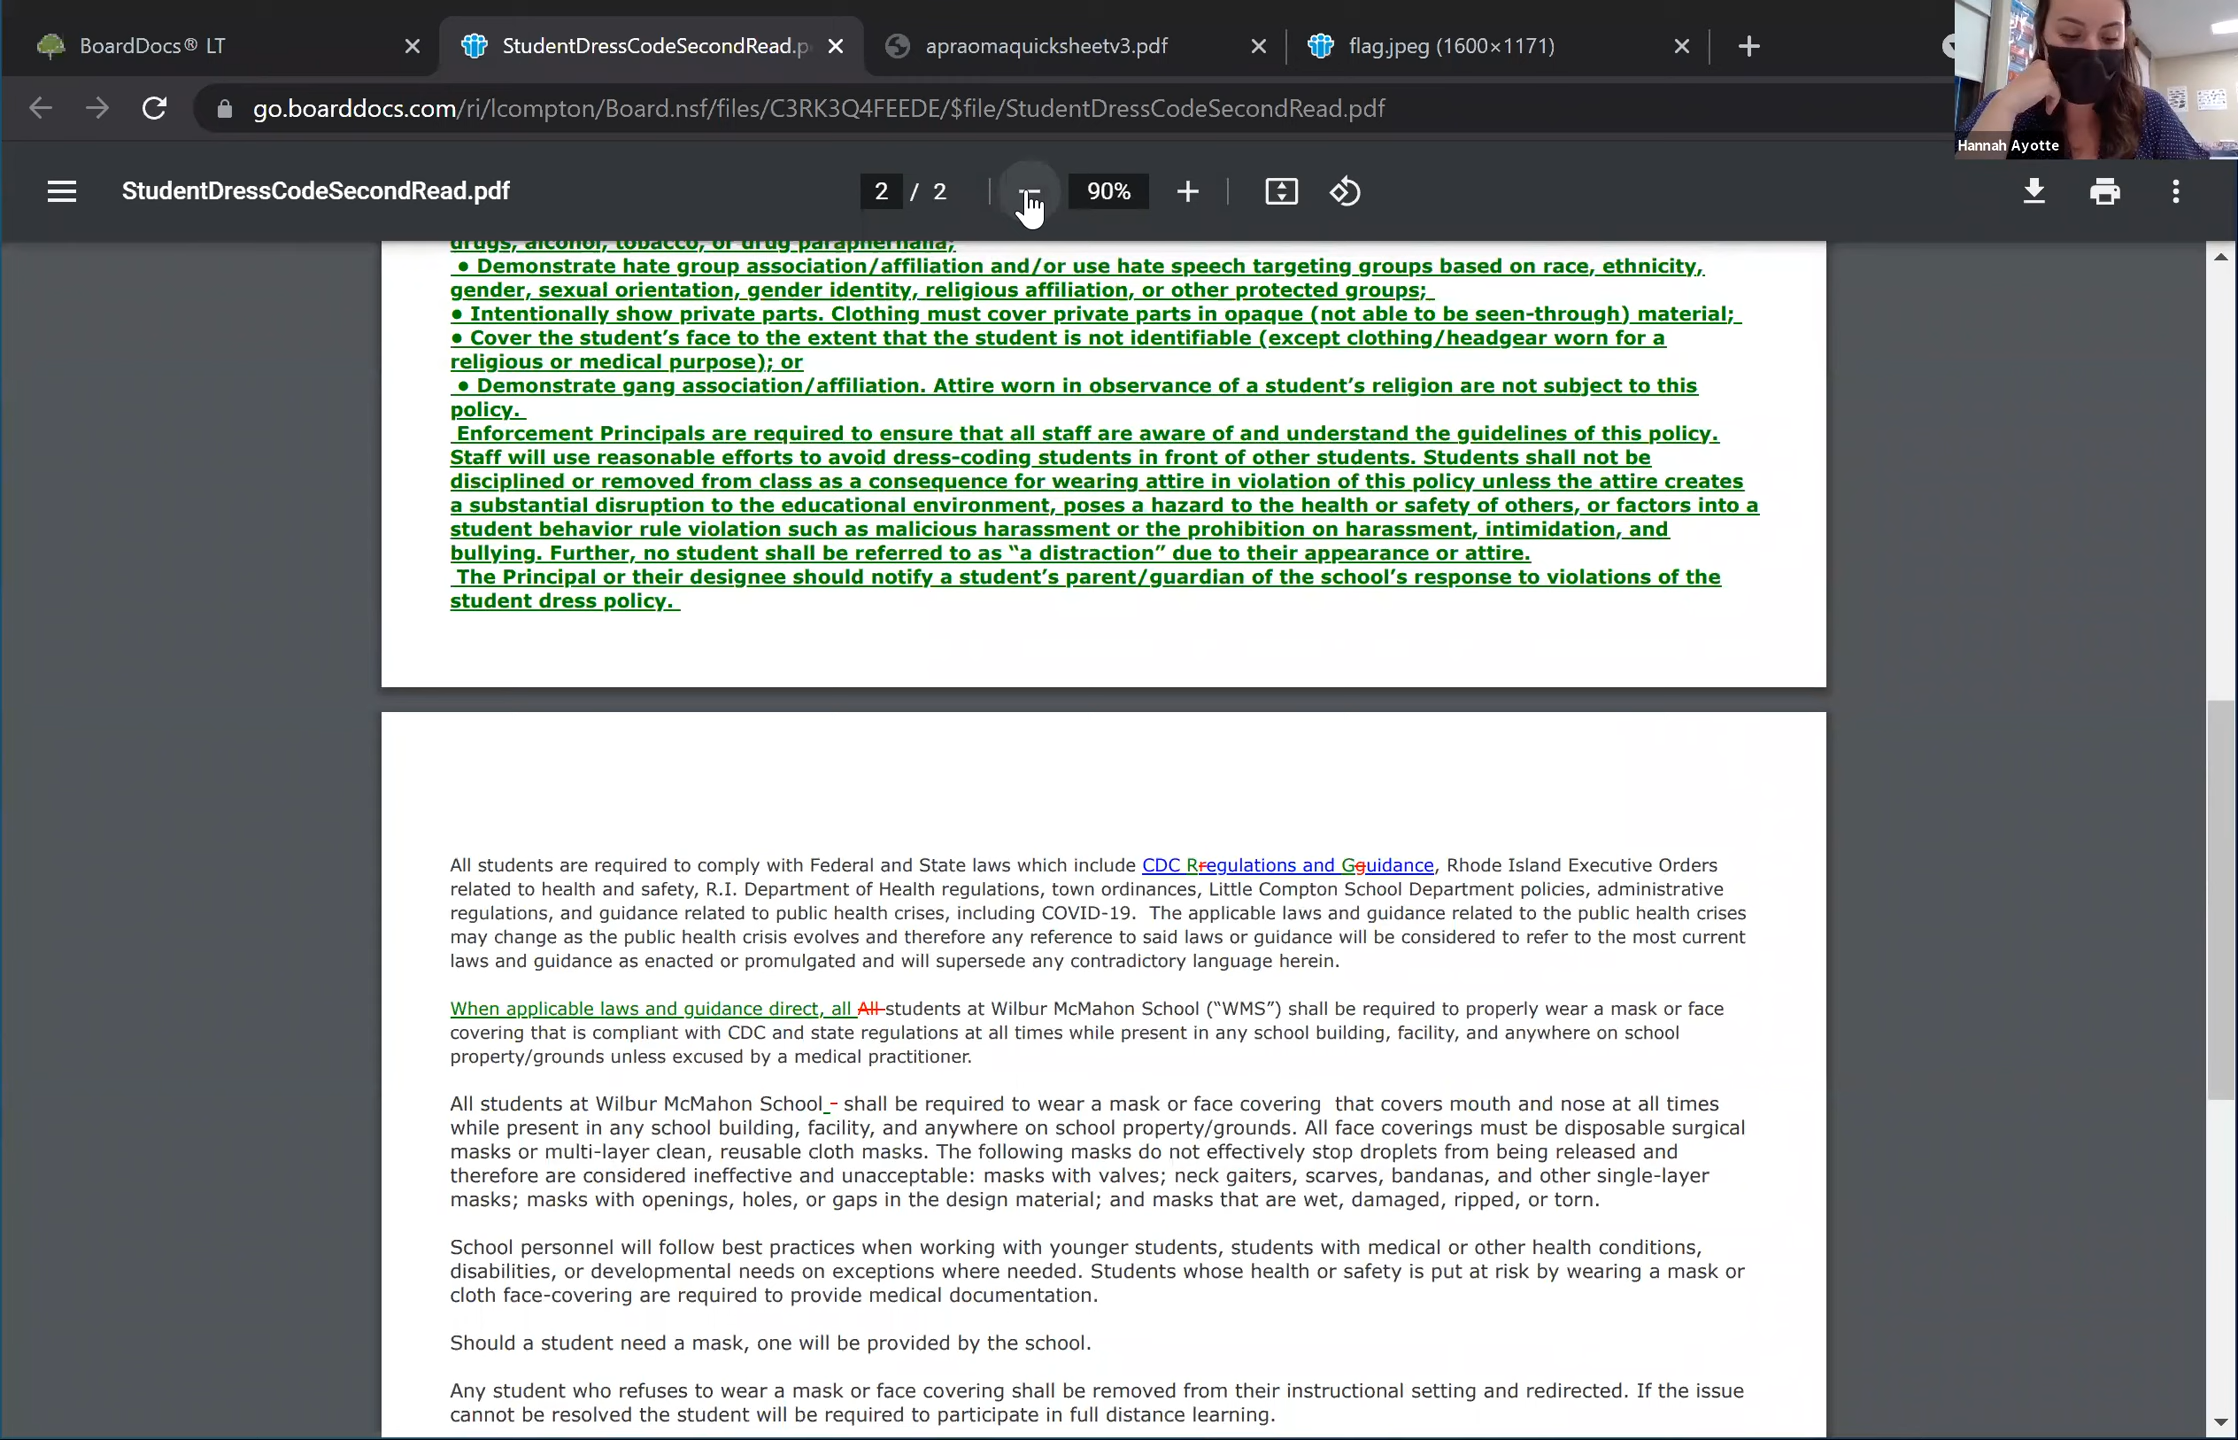 BoardDocs® LT
StudentDressCodeSecondRead.p
apraomaquicksheetv3.pdf
flag.jpeg (1600×1171)
go.boarddocs.com/ri/lcompton/Board.nsf/files/C3RK3Q4FEEDE/$file/StudentDressCodeSecondRead.pdf
Hannah Ayotte
StudentDressCodeSecondRead.pdf
2 / 2
90%
drugs, alcohol, tobacco, or drug paraphernalia;
• Demonstrate hate group association/affiliation and/or use hate speech targeting groups based on race, ethnicity,
gender, sexual orientation, gender identity, religious affiliation, or other protected groups;
• Intentionally show private parts. Clothing must cover private parts in opaque (not able to be seen-through) material;
• Cover the student’s face to the extent that the student is not identifiable (except clothing/headgear worn for a
religious or medical purpose); or
• Demonstrate gang association/affiliation. Attire worn in observance of a student’s religion are not subject to this
policy.
Enforcement Principals are required to ensure that all staff are aware of and understand the guidelines of this policy.
Staff will use reasonable efforts to avoid dress-coding students in front of other students. Students shall not be
disciplined or removed from class as a consequence for wearing attire in violation of this policy unless the attire creates
a substantial disruption to the educational environment, poses a hazard to the health or safety of others, or factors into a
student behavior rule violation such as malicious harassment or the prohibition on harassment, intimidation, and
bullying. Further, no student shall be referred to as “a distraction” due to their appearance or attire.
The Principal or their designee should notify a student’s parent/guardian of the school’s response to violations of the
student dress policy.
All students are required to comply with Federal and State laws which include CDC Rregulations and Gguidance, Rhode Island Executive Orders
related to health and safety, R.I. Department of Health regulations, town ordinances, Little Compton School Department policies, administrative
regulations, and guidance related to public health crises, including COVID-19. The applicable laws and guidance related to the public health crises
may change as the public health crisis evolves and therefore any reference to said laws or guidance will be considered to refer to the most current
laws and guidance as enacted or promulgated and will supersede any contradictory language herein.
When applicable laws and guidance direct, all All students at Wilbur McMahon School (“WMS”) shall be required to properly wear a mask or face
covering that is compliant with CDC and state regulations at all times while present in any school building, facility, and anywhere on school
property/grounds unless excused by a medical practitioner.
All students at Wilbur McMahon School - shall be required to wear a mask or face covering that covers mouth and nose at all times
while present in any school building, facility, and anywhere on school property/grounds. All face coverings must be disposable surgical
masks or multi-layer clean, reusable cloth masks. The following masks do not effectively stop droplets from being released and
therefore are considered ineffective and unacceptable: masks with valves; neck gaiters, scarves, bandanas, and other single-layer
masks; masks with openings, holes, or gaps in the design material; and masks that are wet, damaged, ripped, or torn.
School personnel will follow best practices when working with younger students, students with medical or other health conditions,
disabilities, or developmental needs on exceptions where needed. Students whose health or safety is put at risk by wearing a mask or
cloth face-covering are required to provide medical documentation.
Should a student need a mask, one will be provided by the school.
Any student who refuses to wear a mask or face covering shall be removed from their instructional setting and redirected. If the issue
cannot be resolved the student will be required to participate in full distance learning.